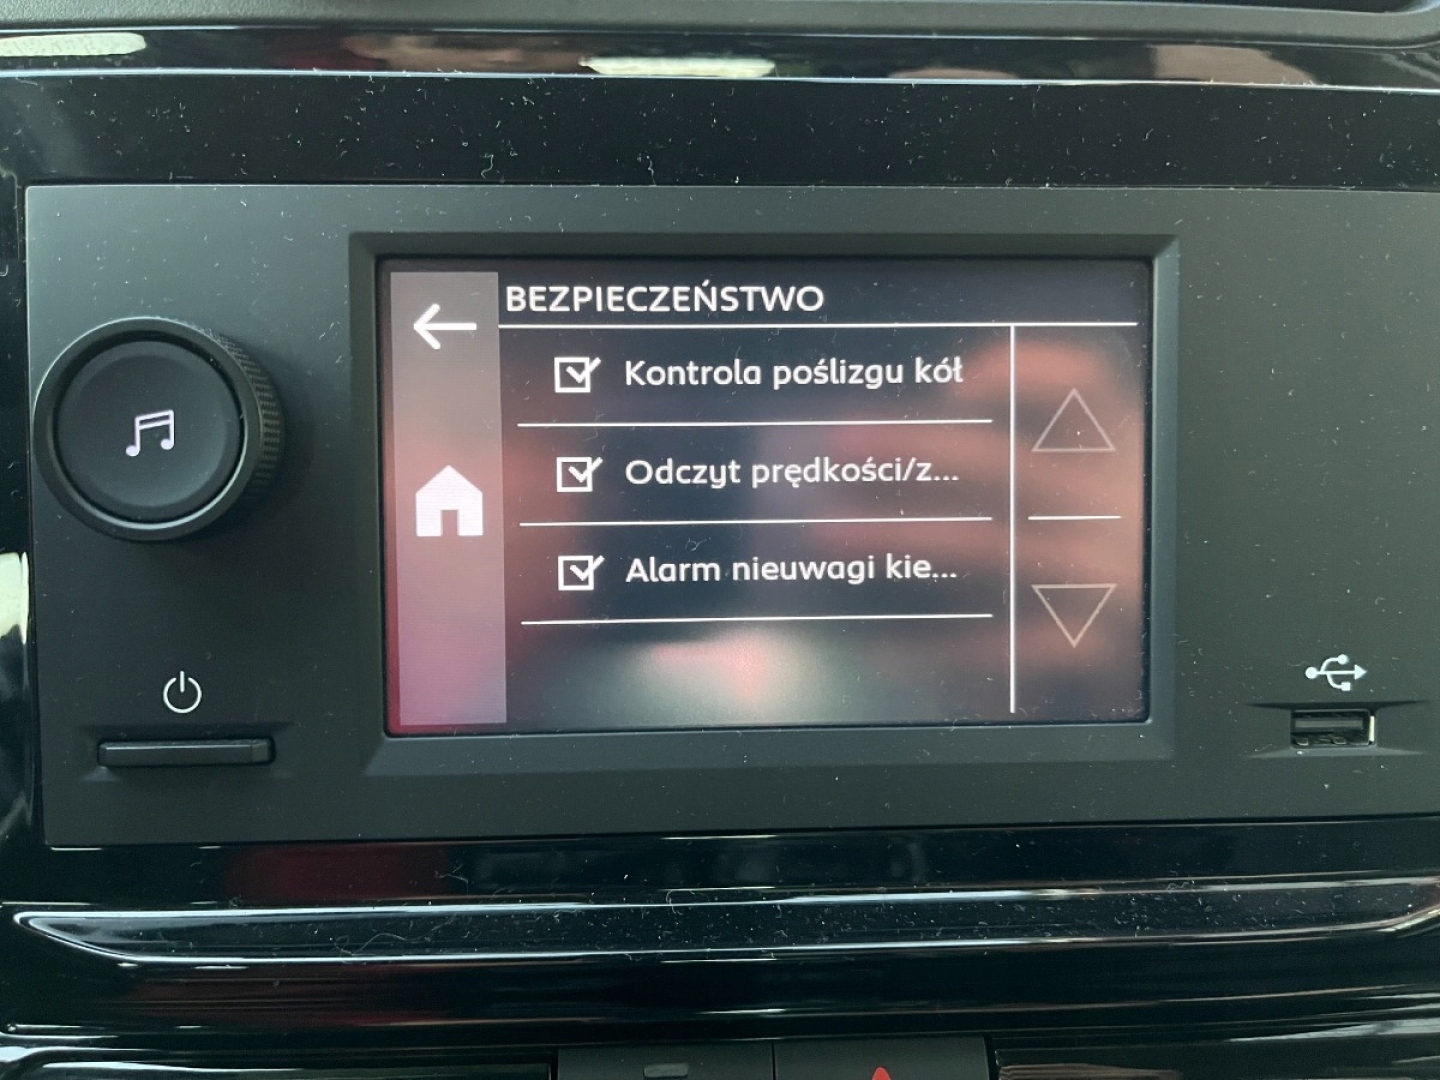 BEZPIECZEŃSTWO
Kontrola poślizgu kół
Odczyt prędkości/z...
Alarm nieuwagi kie...